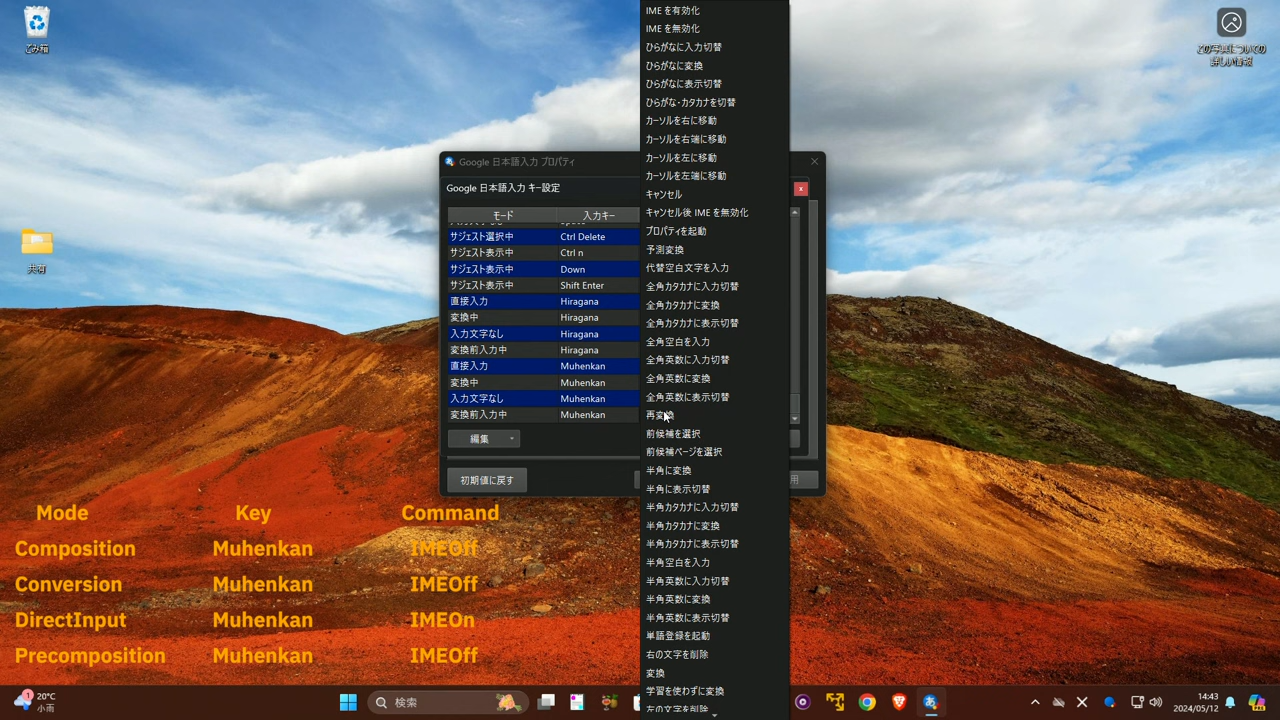 ごみ箱
この写真についての
詳しい情報
共有
Google 日本語入力 プロパティ
Google 日本語入力 キー設定
モード 入力キー
サジェスト選択中 Ctrl Delete
サジェスト表示中 Ctrl n
サジェスト表示中 Down
サジェスト表示中 Shift Enter
直接入力 Hiragana
変換中 Hiragana
入力文字なし Hiragana
変換前入力中 Hiragana
直接入力 Muhenkan
変換中 Muhenkan
入力文字なし Muhenkan
変換前入力中 Muhenkan
編集
初期値に戻す
用
IME を有効化
IME を無効化
ひらがなに入力切替
ひらがなに変換
ひらがなに表示切替
ひらがな・カタカナを切替
カーソルを右に移動
カーソルを右端に移動
カーソルを左に移動
カーソルを左端に移動
キャンセル
キャンセル後 IME を無効化
プロパティを起動
予測変換
代替空白文字を入力
全角カタカナに入力切替
全角カタカナに変換
全角カタカナに表示切替
全角空白を入力
全角英数に入力切替
全角英数に変換
全角英数に表示切替
再変換
前候補を選択
前候補ページを選択
半角に変換
半角に表示切替
半角カタカナに入力切替
半角カタカナに変換
半角カタカナに表示切替
半角空白を入力
半角英数に入力切替
半角英数に変換
半角英数に表示切替
単語登録を起動
右の文字を削除
変換
学習を使わずに変換
左の文字を削除
Mode Key Command
Composition Muhenkan IMEOff
Conversion Muhenkan IMEOff
DirectInput Muhenkan IMEOn
Precomposition Muhenkan IMEOff
1
20°C
小雨
検索
あ
14:43
2024/05/12